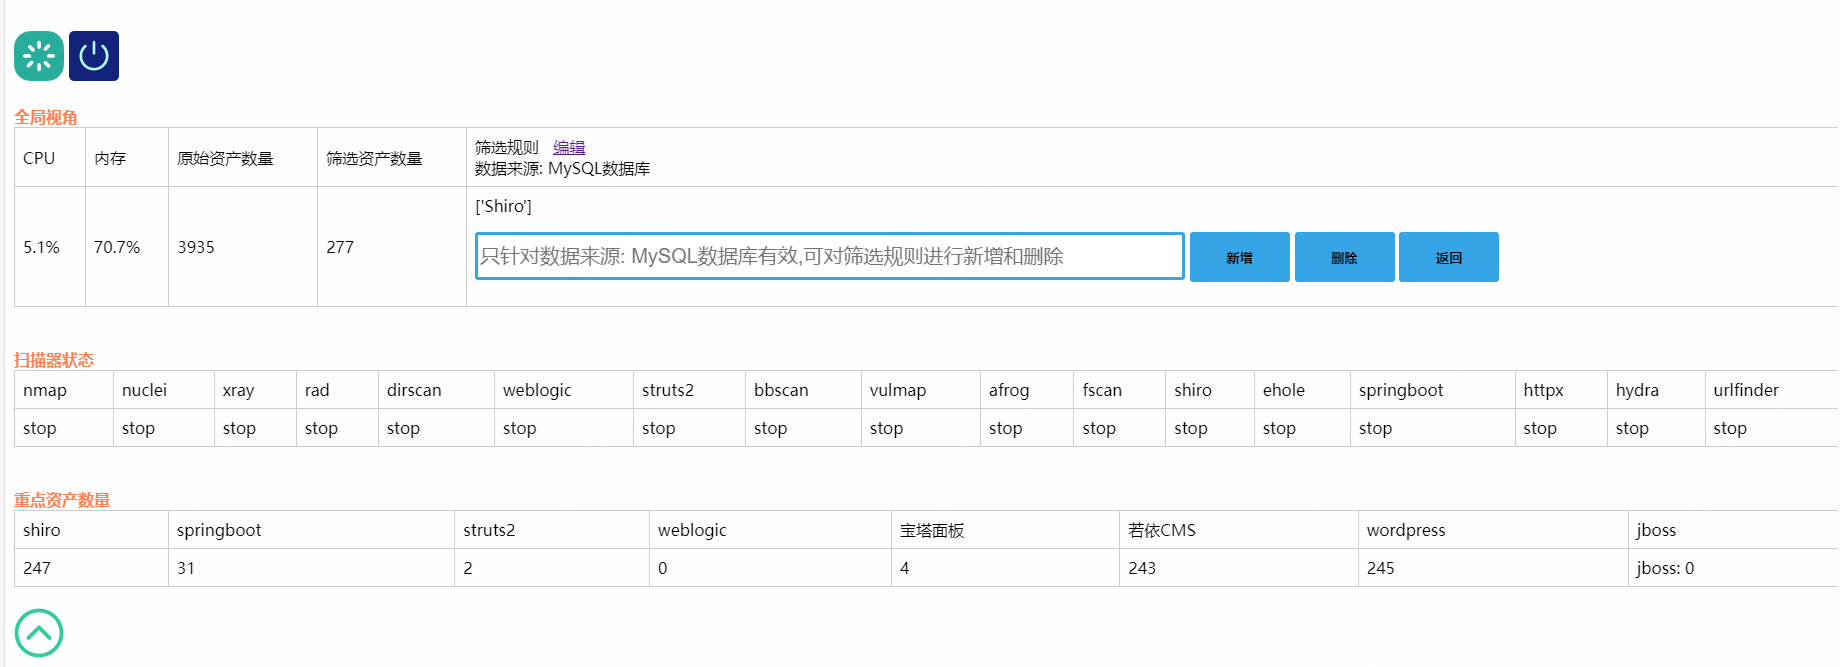 全局视角
CPU 内存 原始资产数量 筛选资产数量 筛选规则 编辑
数据来源: MySQL数据库
5.1% 70.7% 3935 277 ['Shiro']
只针对数据来源: MySQL数据库有效,可对筛选规则进行新增和删除 新增 删除 返回
扫描器状态
nmap nuclei xray rad dirscan weblogic struts2 bbscan vulmap afrog fscan shiro ehole springboot httpx hydra urlfinder
stop stop stop stop stop stop stop stop stop stop stop stop stop stop stop stop stop
重点资产数量
shiro springboot struts2 weblogic 宝塔面板 若依CMS wordpress jboss
247 31 2 0 4 243 245 jboss: 0